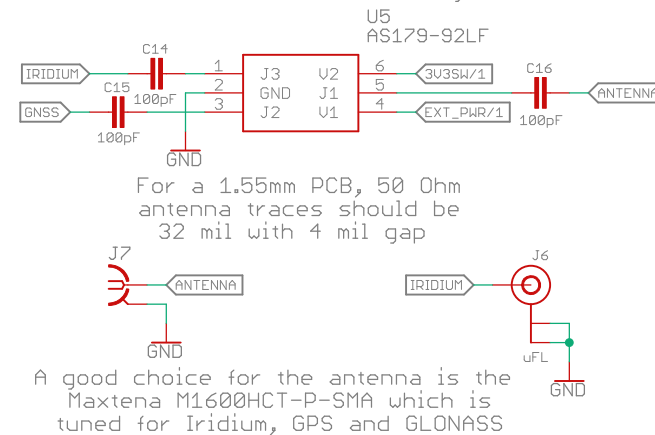 U5
AS179-92LF
C14
IRIDIUM
1
J3
V2
6
3V3SW/1
C16
100pF
C15
2
GND
J1
5
ANTENNA
GNSS
3
J2
V1
4
EXT_PWR/1
100pF
100pF
GND
For a 1.55mm PCB, 50 Ohm
antenna traces should be
32 mil with 4 mil gap
J7
ANTENNA
GND
J6
IRIDIUM
uFL
GND
A good choice for the antenna is the
Maxtena M1600HCT-P-SMA which is
tuned for Iridium, GPS and GLONASS